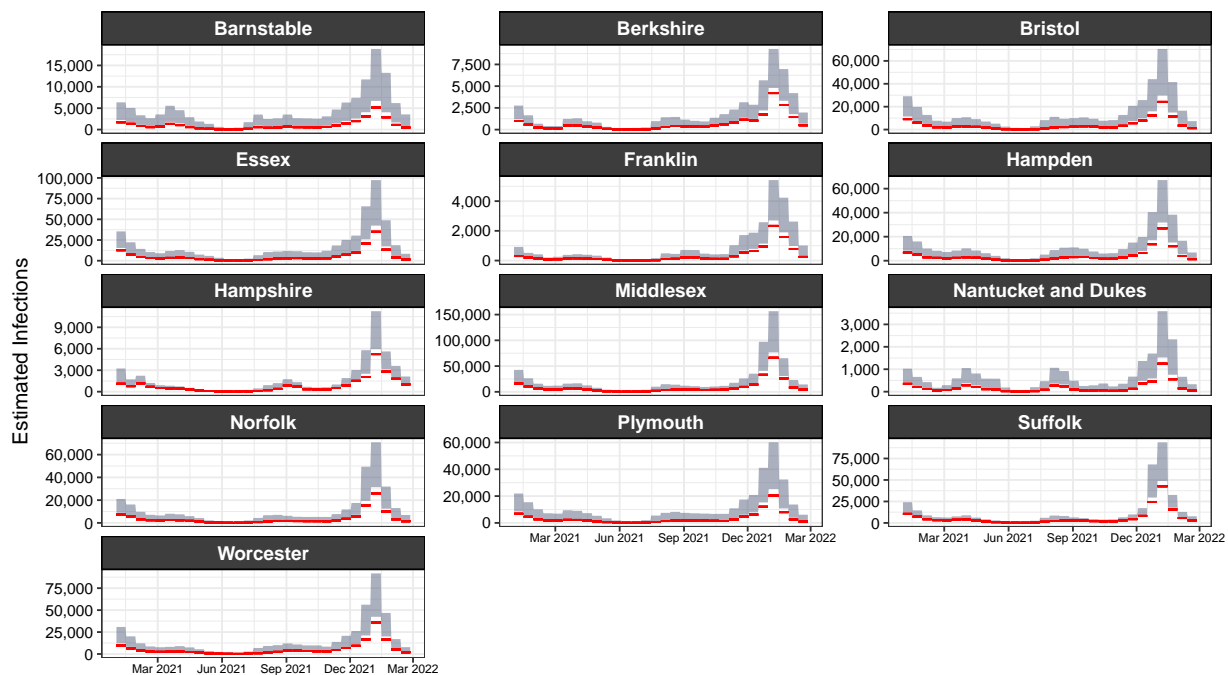 Barnstable Berkshire Bristol
15,000 10,000 5,000 0
7,500 5,000 2,500 0
60,000 40,000 20,000 0
Essex Franklin Hampden
100,000 75,000 50,000 25,000 0
4,000 2,000 0
60,000 40,000 20,000 0
Estimated Infections
Hampshire Middlesex Nantucket and Dukes
9,000 6,000 3,000 0
150,000 100,000 50,000 0
3,000 2,000 1,000 0
Norfolk Plymouth Suffolk
60,000 40,000 20,000 0
60,000 40,000 20,000 0
75,000 50,000 25,000 0
Mar 2021 Jun 2021 Sep 2021 Dec 2021 Mar 2022
Mar 2021 Jun 2021 Sep 2021 Dec 2021 Mar 2022
Worcester
75,000 50,000 25,000 0
Mar 2021 Jun 2021 Sep 2021 Dec 2021 Mar 2022